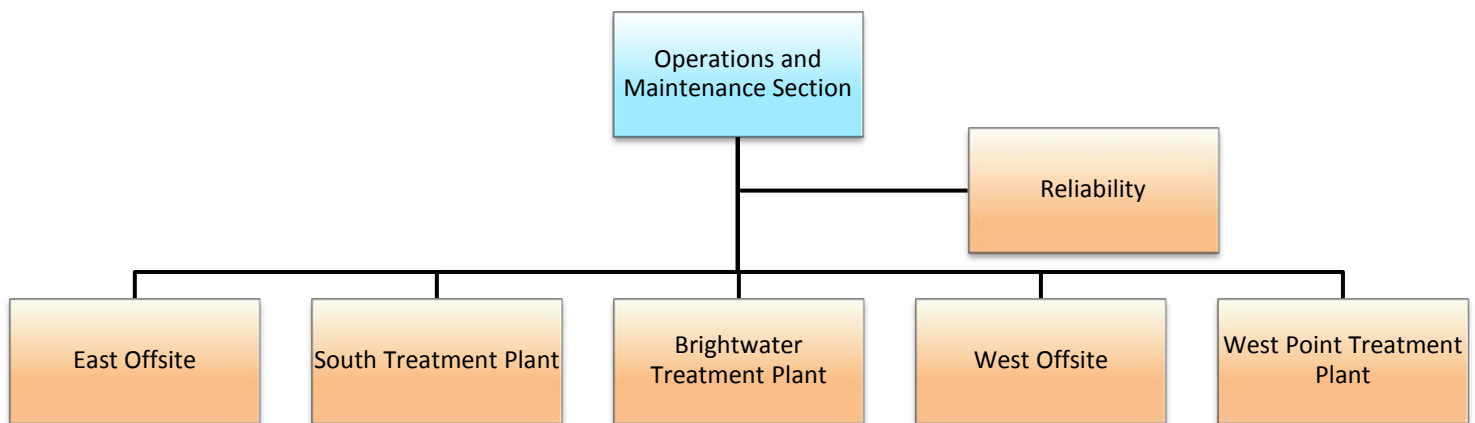 Operations and
Maintenance Section
Reliability
East Offsite
South Treatment Plant
Brightwater
Treatment Plant
West Offsite
West Point Treatment
Plant